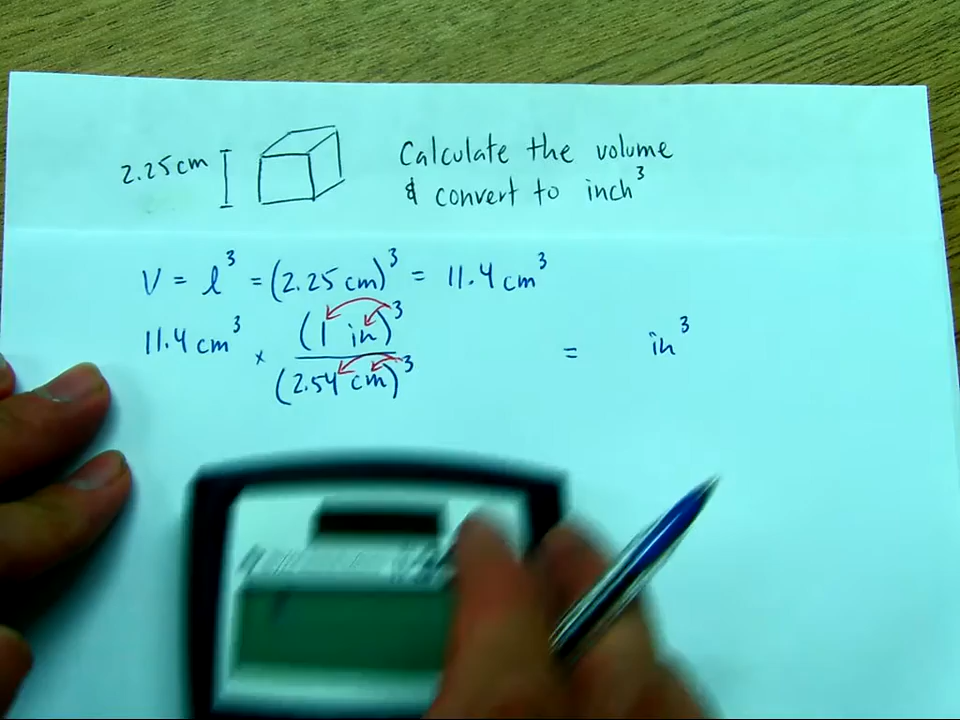 2.25cm
Calculate the volume
& convert to inch³
V = l³ = (2.25 cm)³ = 11.4 cm³
11.4 cm³ × (1 in)³ / (2.54 cm)³ = in³